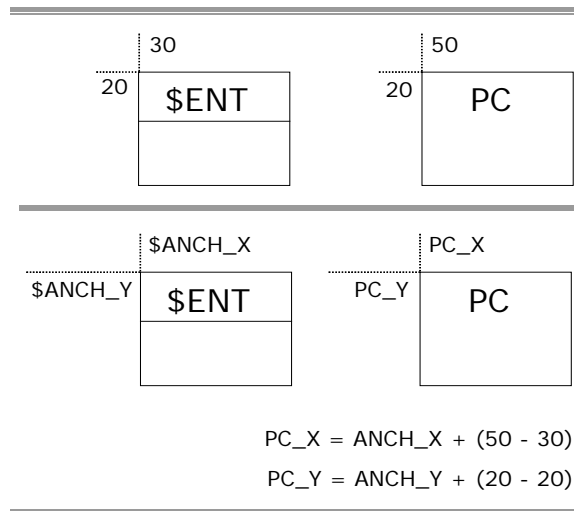 30 50
20 $ENT 20 PC
$ANCH_X PC_X
$ANCH_Y $ENT PC_Y PC
PC_X = ANCH_X + (50 - 30)
PC_Y = ANCH_Y + (20 - 20)